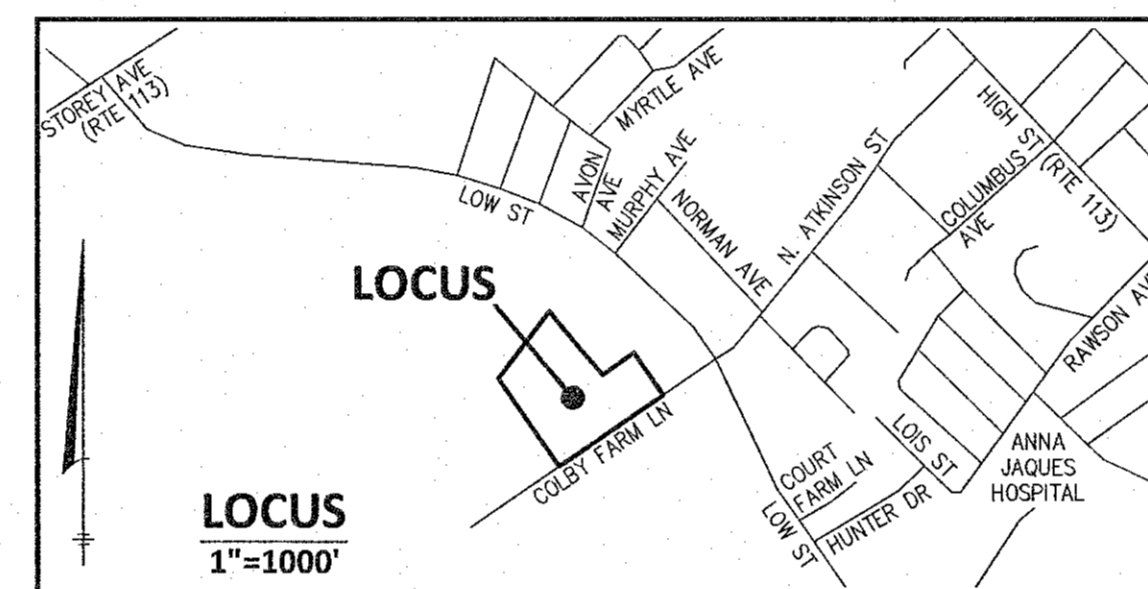 STOREY AVE
(RTE 113)
MYRTLE AVE
HIGH ST (RTE 113)
LOW ST
AVON
AVE
MURPHY AVE
NORMAN AVE
N. ATKINSON ST
COLUMBUS
AVE
LOCUS
RAWSON AV
COLBY FARM LN
COURT
FARM LN
LOIS ST
ANNA
JAQUES
HOSPITAL
LOW ST
HUNTER DR
LOCUS
1"=1000'